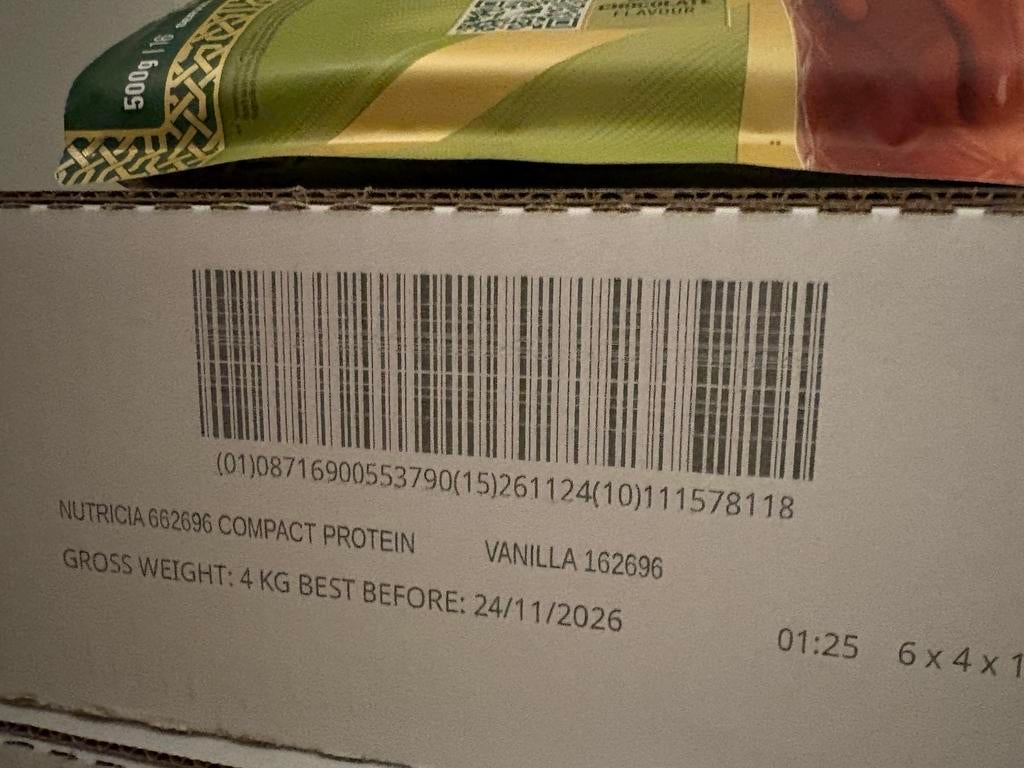 500g | 18
CHOCOLATE
FLAVOUR
(01)08716900553790(15)261124(10)111578118
NUTRICIA 662696 COMPACT PROTEIN VANILLA 162696
GROSS WEIGHT: 4 KG BEST BEFORE: 24/11/2026
01:25 6 x 4 x 1